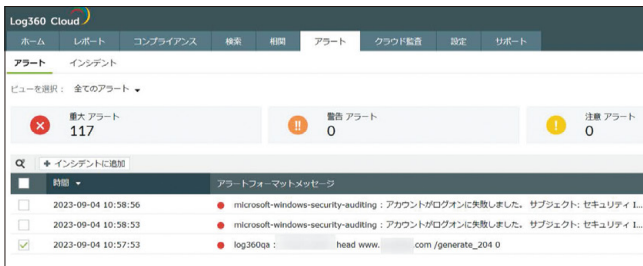 Log360 Cloud
ホーム レポート コンプライアンス 検索 相関 アラート クラウド監査 設定 サポート
アラート インシデント
ビューを選択： 全てのアラート
重大 アラート
117
警告 アラート
0
注意 アラート
0
+ インシデントに追加
時間 アラートフォーマットメッセージ
2023-09-04 10:58:56 microsoft-windows-security-auditing : アカウントがログオンに失敗しました。 サブジェクト: セキュリティ I...
2023-09-04 10:58:53 microsoft-windows-security-auditing : アカウントがログオンに失敗しました。 サブジェクト: セキュリティ I...
2023-09-04 10:57:53 log360qa : head www. com /generate_204 0